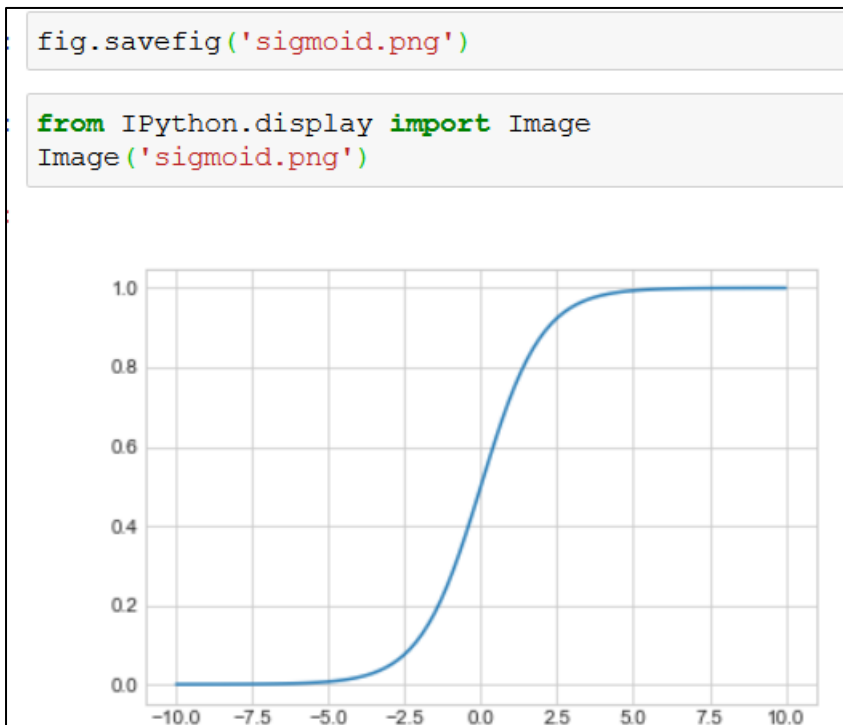 : fig.savefig('sigmoid.png')
: from IPython.display import Image
Image('sigmoid.png')
:
1.0
0.8
0.6
0.4
0.2
0.0
−10.0 −7.5 −5.0 −2.5 0.0 2.5 5.0 7.5 10.0